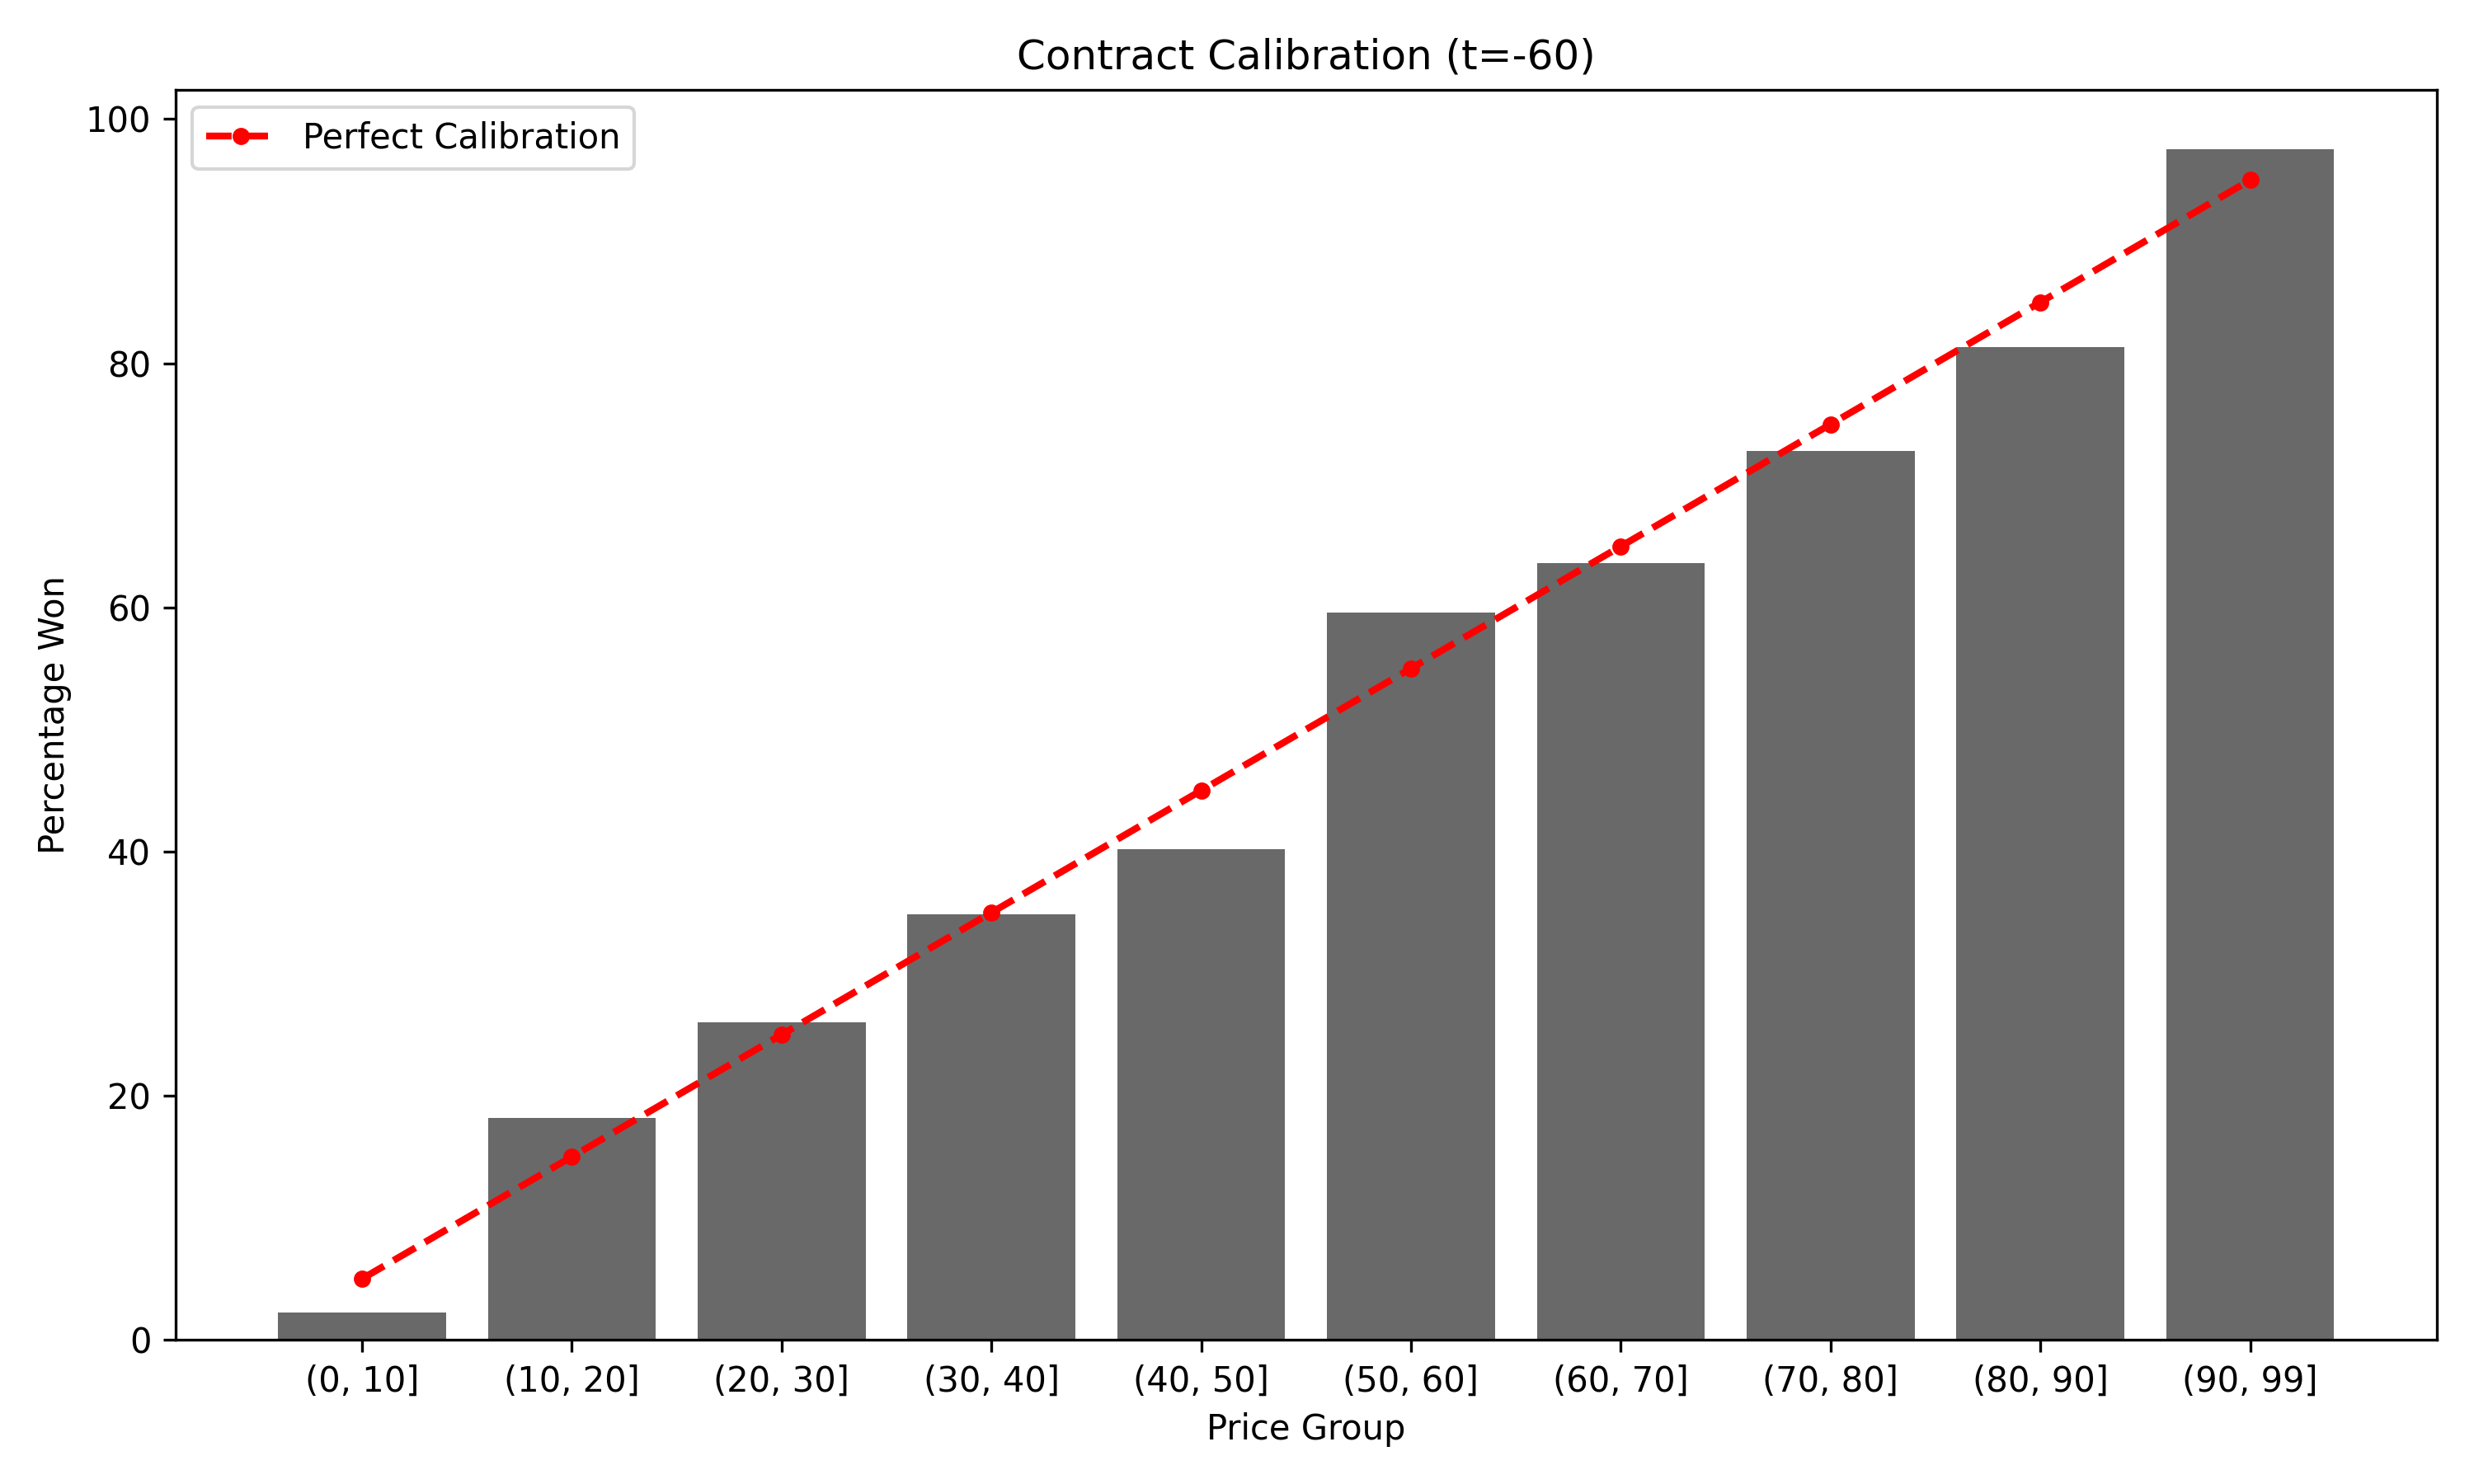 Contract Calibration (t=-60)
Perfect Calibration
Percentage Won
100
80
60
40
20
0
(0, 10] (10, 20] (20, 30] (30, 40] (40, 50] (50, 60] (60, 70] (70, 80] (80, 90] (90, 99]
Price Group